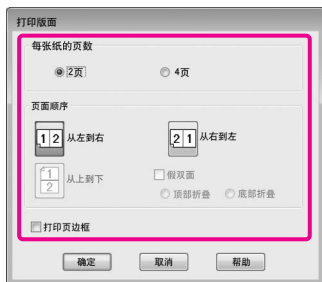 打印版面
每张纸的页数
2页 4页
页面顺序
1 2 从左到右 2 1 从右到左
1 2 从上到下 假双面
顶部折叠 底部折叠
打印页边框
确定 取消 帮助